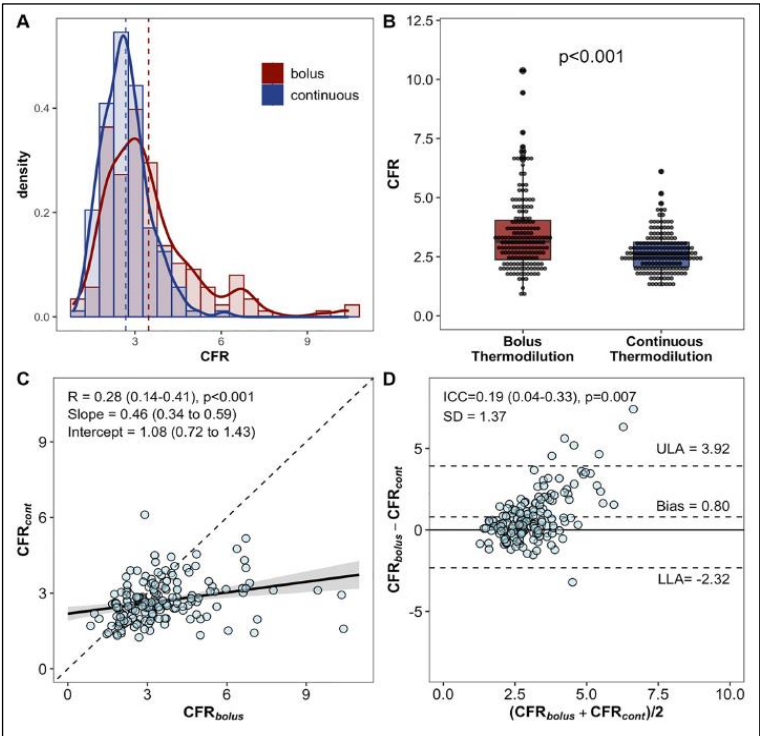 A
density
0.4
0.2
0.0
3
6
9
CFR
bolus
continuous
B
CFR
12.5
10.0
7.5
5.0
2.5
0.0
p<0.001
Bolus
Thermodilution
Continuous
Thermodilution
C
R = 0.28 (0.14-0.41), p<0.001
Slope = 0.46 (0.34 to 0.59)
Intercept = 1.08 (0.72 to 1.43)
CFRcont
9
6
3
0
0
3
6
9
CFRbolus
D
ICC=0.19 (0.04-0.33), p=0.007
SD = 1.37
ULA = 3.92
Bias = 0.80
LLA= -2.32
CFRbolus − CFRcont
5
0
-5
0.0
2.5
5.0
7.5
10.0
(CFRbolus + CFRcont)/2